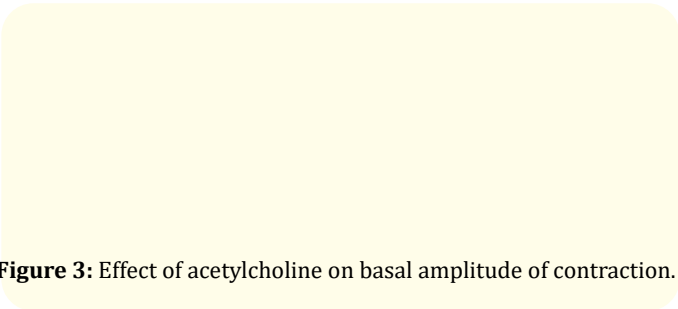 Figure 3: Effect of acetylcholine on basal amplitude of contraction.